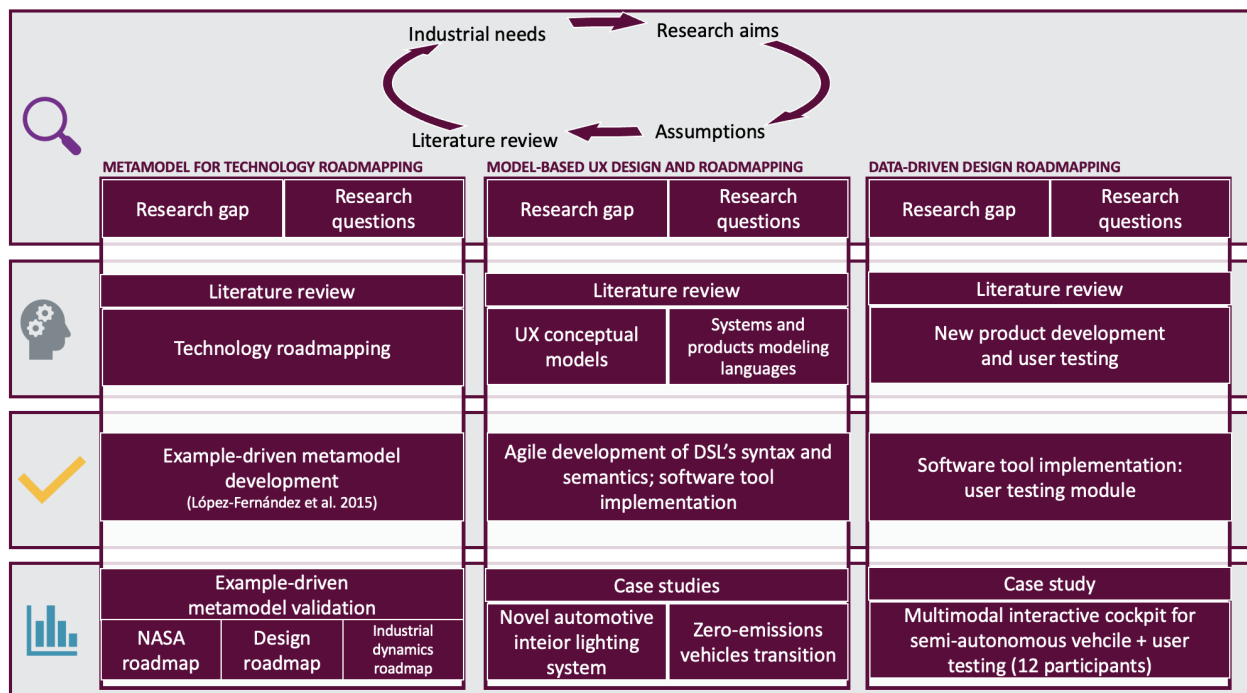 Industrial needs
Research aims
Literature review
Assumptions
METAMODEL FOR TECHNOLOGY ROADMAPPING
MODEL-BASED UX DESIGN AND ROADMAPPING
DATA-DRIVEN DESIGN ROADMAPPING
Research gap
Research
questions
Research gap
Research
questions
Research gap
Research
questions
Literature review
Literature review
Literature review
Technology roadmapping
UX conceptual
models
Systems and
products modeling
languages
New product development
and user testing
Example-driven metamodel
development
(López-Fernández et al. 2015)
Agile development of DSL's syntax and
semantics; software tool
implementation
Software tool implementation:
user testing module
Example-driven
metamodel validation
NASA
roadmap
Design
roadmap
Industrial
dynamics
roadmap
Case studies
Novel automotive
inteior lighting
system
Zero-emissions
vehicles transition
Case study
Multimodal interactive cockpit for
semi-autonomous vehcile + user
testing (12 participants)